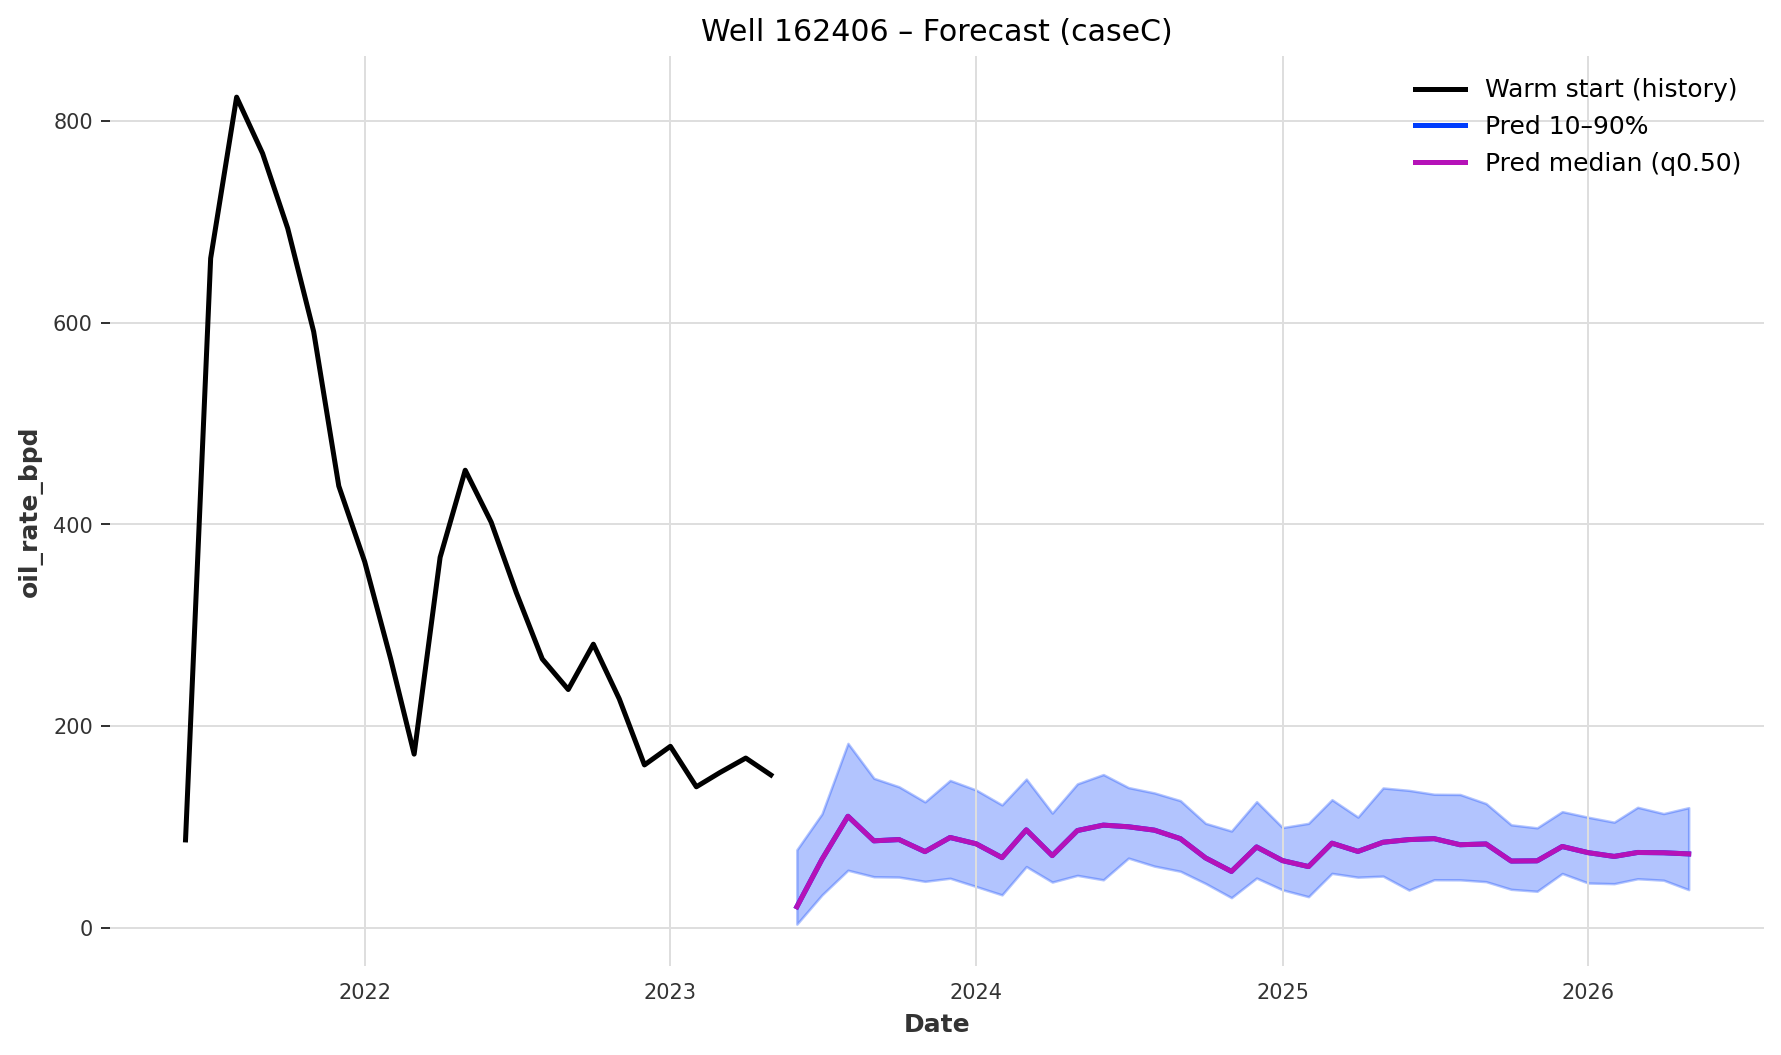 Well 162406 – Forecast (caseC)
Warm start (history)
Pred 10–90%
Pred median (q0.50)
800
600
400
200
0
oil_rate_bpd
2022
2023
2024
2025
2026
Date